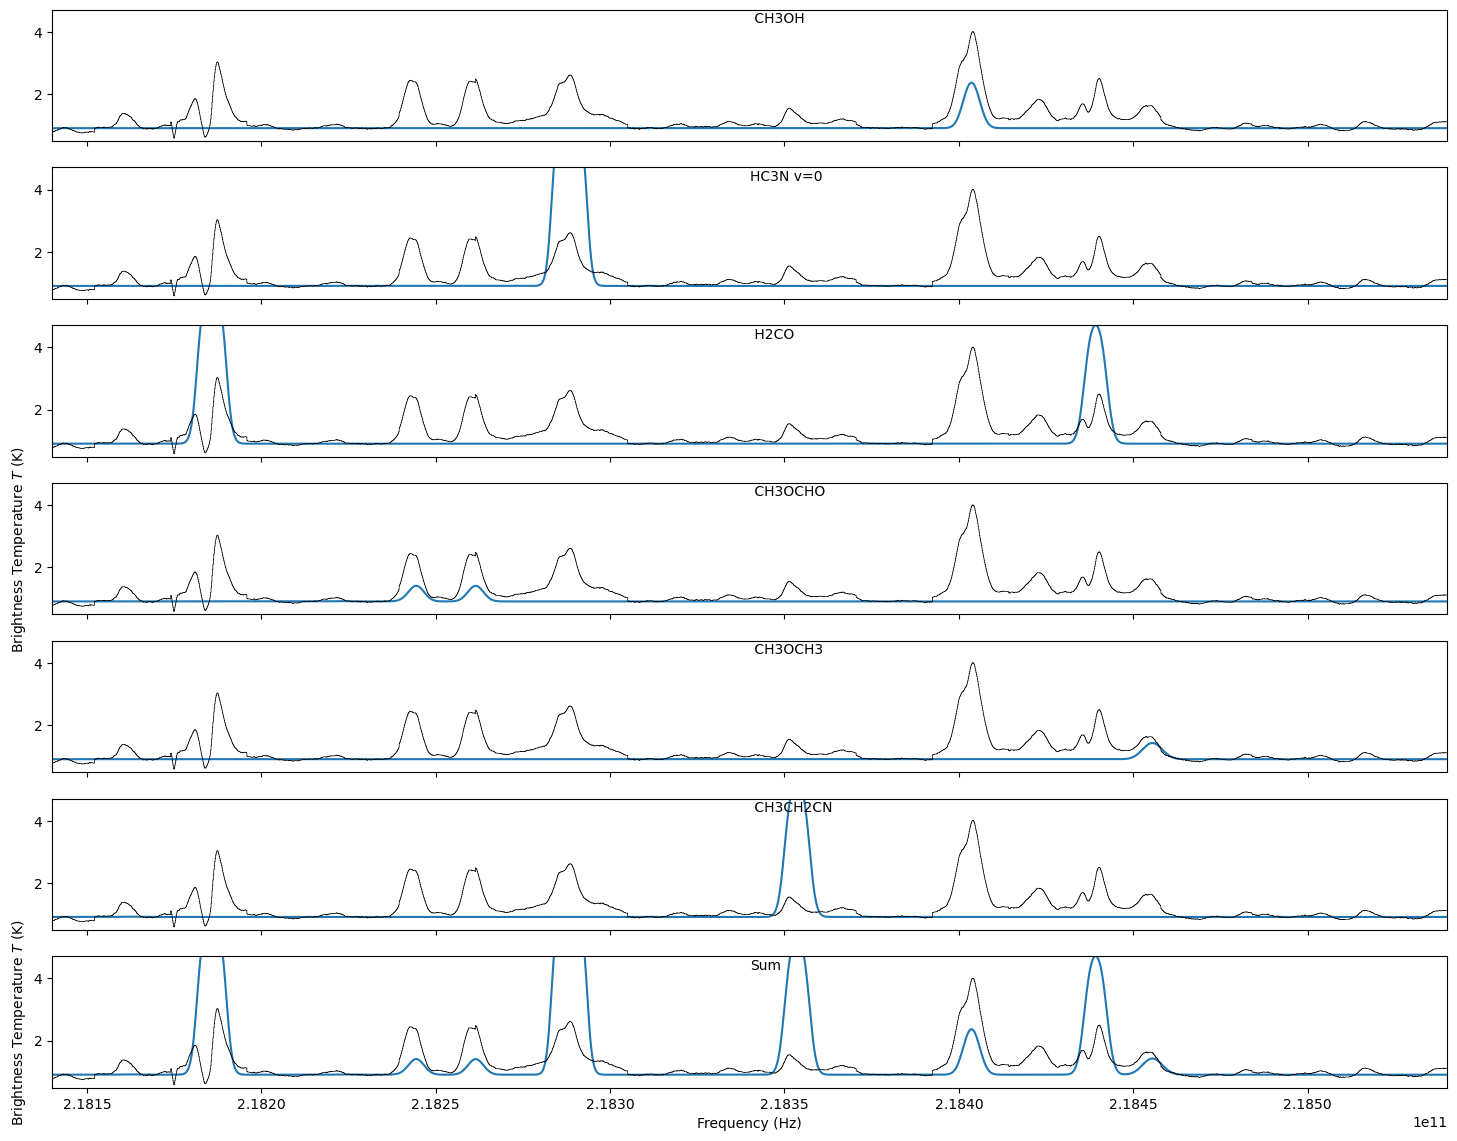 CH3OH
4
2
HC3N v=0
4
2
H2CO
4
2
Brightness Temperature T (K)
CH3OCHO
4
2
CH3OCH3
4
2
CH3CH2CN
4
2
Brightness Temperature T (K)
Sum
4
2
2.1815 2.1820 2.1825 2.1830 2.1835 2.1840 2.1845 2.1850
Frequency (Hz)
1e11